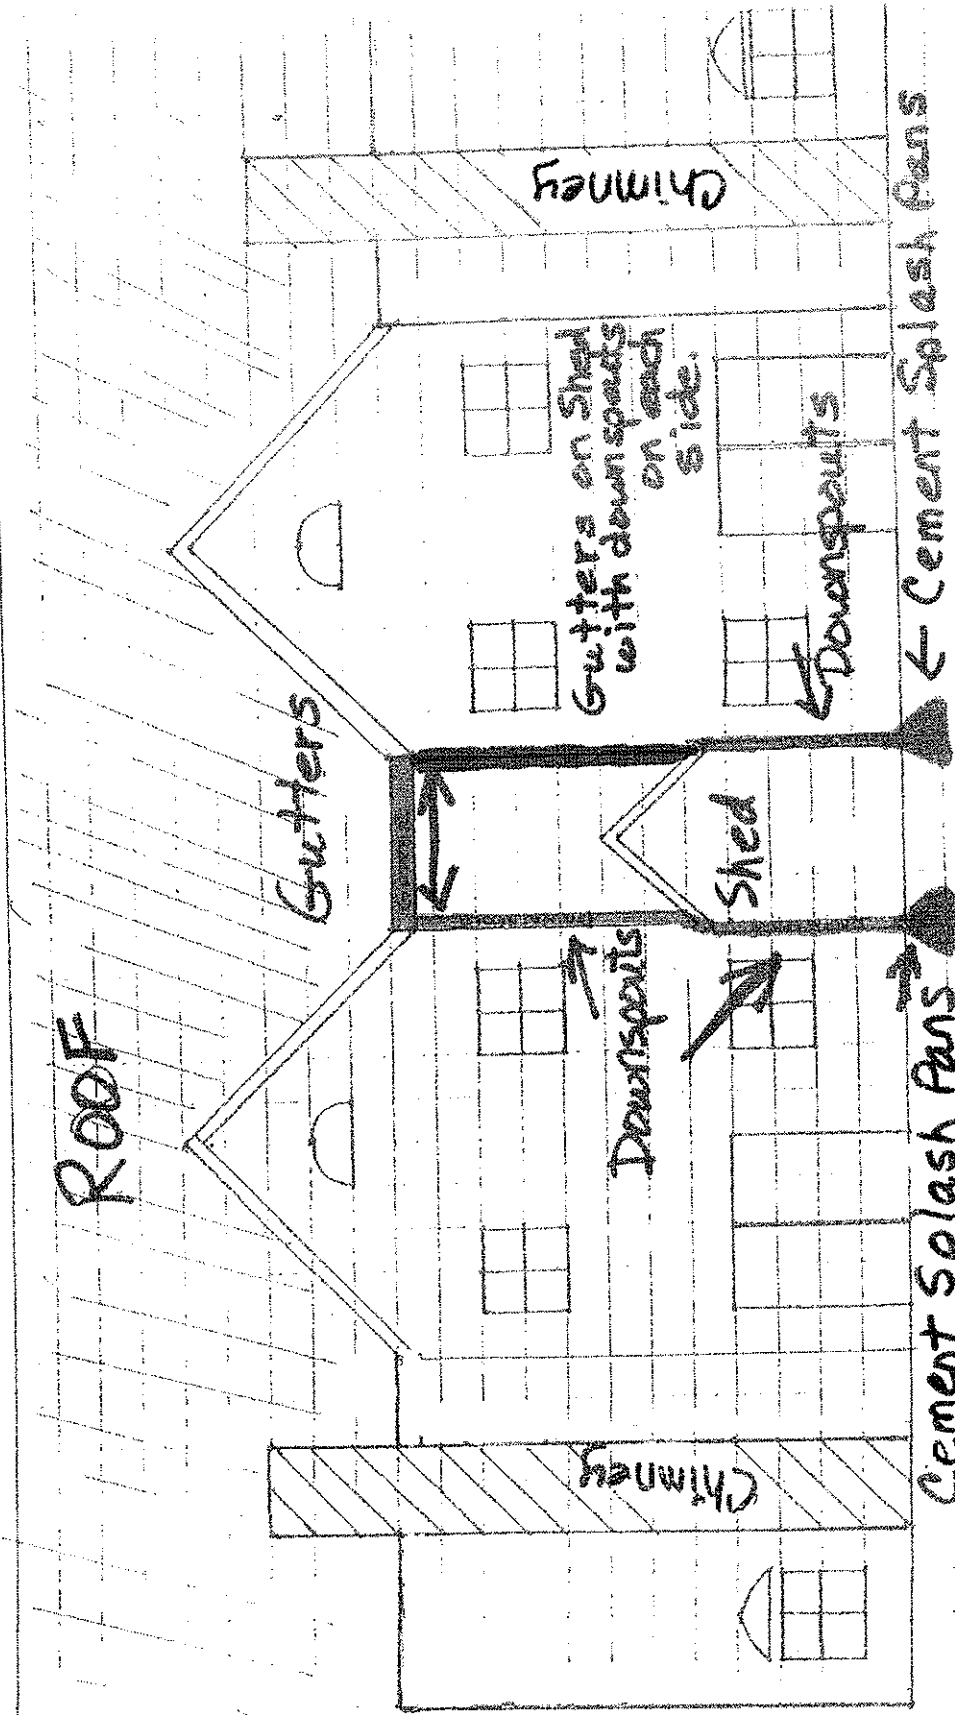 ROOF
Gutters
Chimney
Chimney
Gutters on Shed
with downspouts
on each
side.
Downspouts
Shed
Downspouts
Cement Splash Pans
← Cement Splash Pans